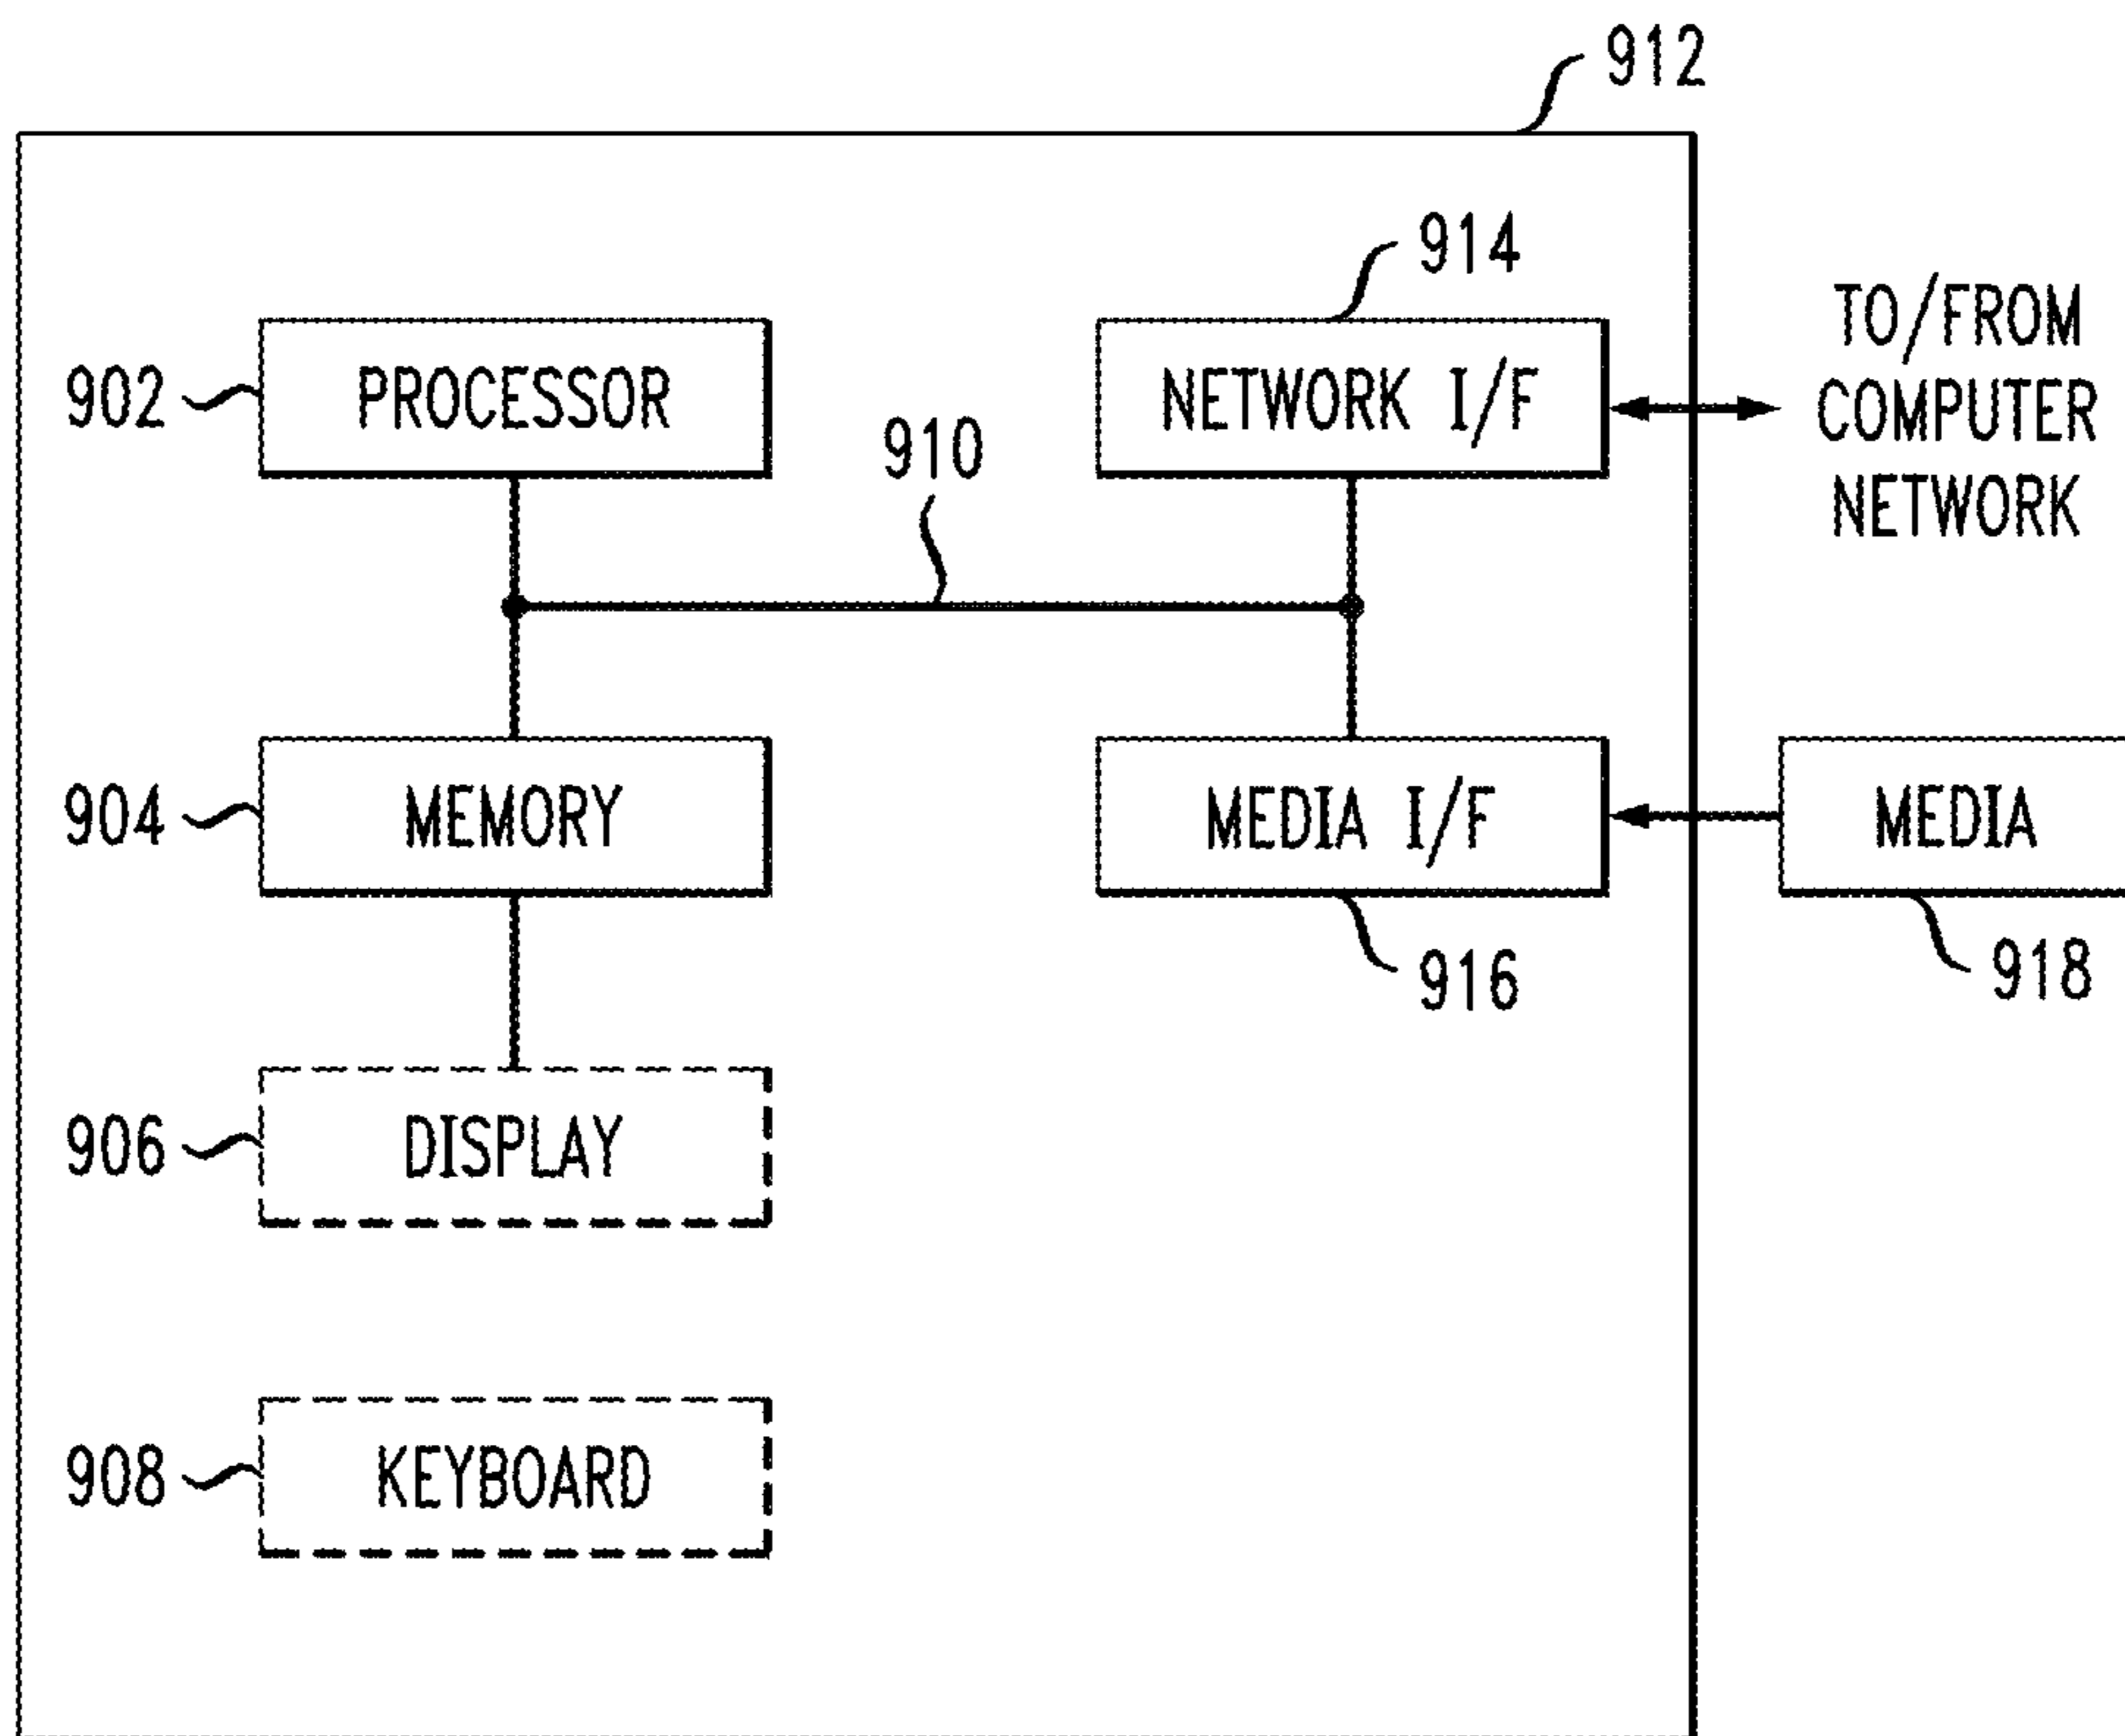 912
914
902
PROCESSOR
NETWORK I/F
TO/FROM
COMPUTER
NETWORK
910
904
MEMORY
MEDIA I/F
MEDIA
916
918
906
DISPLAY
908
KEYBOARD